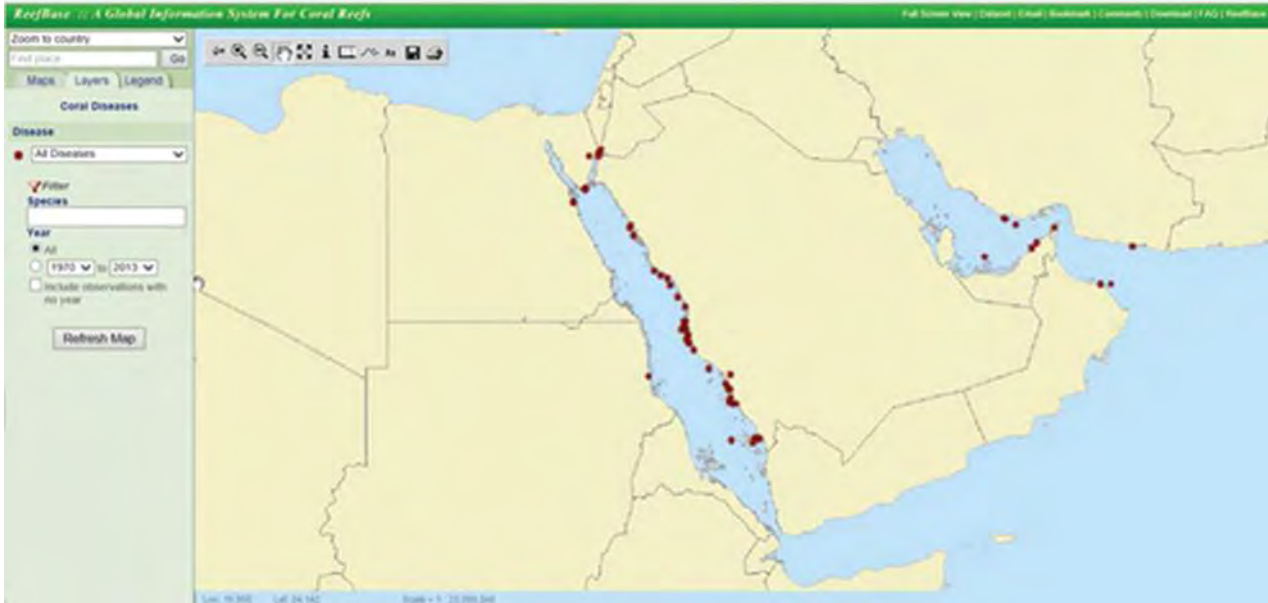 ReefBase :: A Global Information System For Coral Reefs
Full Screen View | Dataset | Email | Bookmark | Comments | Download | FAQ | ReefBase
Zoom to country
Find place
Go
Maps
Layers
Legend
Coral Diseases
Disease
All Diseases
Filter
Species
Year
All
1970 to 2013
Include observations with
no year
Refresh Map